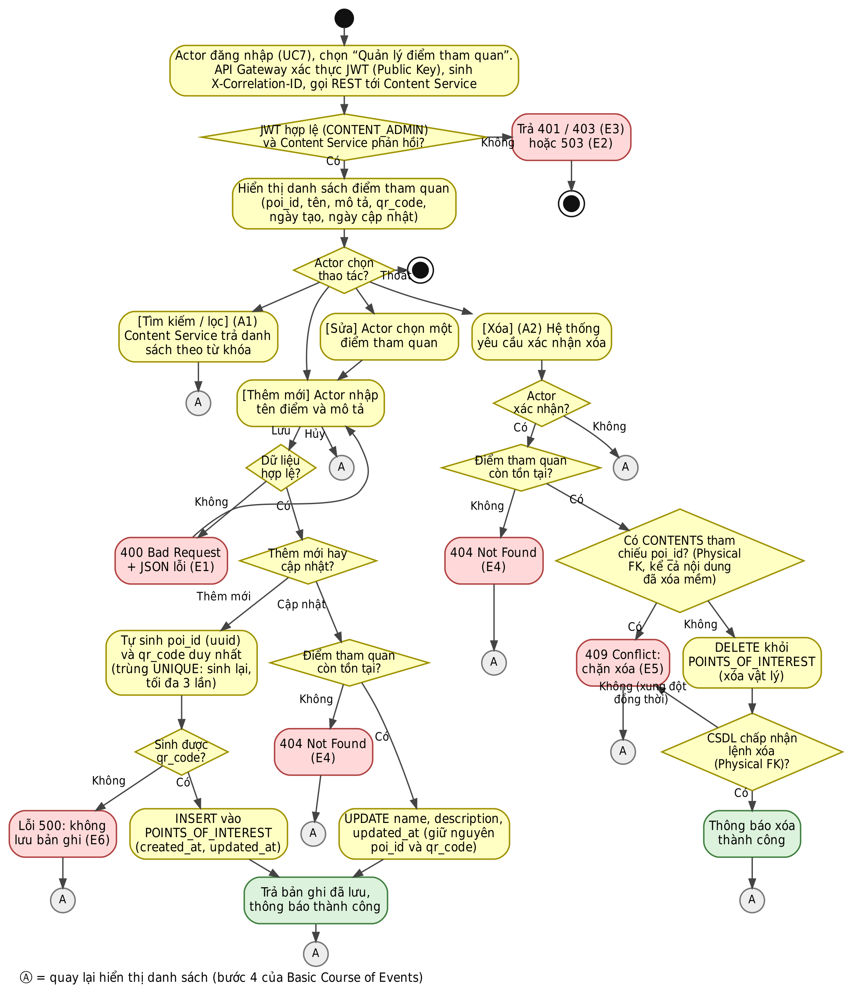 Actor đăng nhập (UC7), chọn “Quản lý điểm tham quan”.
API Gateway xác thực JWT (Public Key), sinh
X-Correlation-ID, gọi REST tới Content Service
JWT hợp lệ (CONTENT_ADMIN)
và Content Service phản hồi?
Không
Trả 401 / 403 (E3)
hoặc 503 (E2)
Có
Hiển thị danh sách điểm tham quan
(poi_id, tên, mô tả, qr_code,
ngày tạo, ngày cập nhật)
Actor chọn
thao tác?
Thoát
[Tìm kiếm / lọc] (A1)
Content Service trả danh
sách theo từ khóa
[Sửa] Actor chọn một
điểm tham quan
[Xóa] (A2) Hệ thống
yêu cầu xác nhận xóa
A
[Thêm mới] Actor nhập
tên điểm và mô tả
Actor
xác nhận?
Lưu
Hủy
Có
Không
Dữ liệu
hợp lệ?
A
Điểm tham quan
còn tồn tại?
A
Không
Có
Không
Có
400 Bad Request
+ JSON lỗi (E1)
Thêm mới hay
cập nhật?
404 Not Found
(E4)
Có CONTENTS tham
chiếu poi_id? (Physical
FK, kể cả nội dung
đã xóa mềm)
Thêm mới
Cập nhật
Có
Không
Tự sinh poi_id (uuid)
và qr_code duy nhất
(trùng UNIQUE: sinh lại,
tối đa 3 lần)
Điểm tham quan
còn tồn tại?
A
409 Conflict:
chặn xóa (E5)
DELETE khỏi
POINTS_OF_INTEREST
(xóa vật lý)
Không
Có
Không (xung đột
đồng thời)
Sinh được
qr_code?
404 Not Found
(E4)
A
CSDL chấp nhận
lệnh xóa
(Physical FK)?
Không
Có
Có
Lỗi 500: không
lưu bản ghi (E6)
INSERT vào
POINTS_OF_INTEREST
(created_at, updated_at)
A
UPDATE name, description,
updated_at (giữ nguyên
poi_id và qr_code)
Thông báo xóa
thành công
A
Trả bản ghi đã lưu,
thông báo thành công
A
A
Ⓐ = quay lại hiển thị danh sách (bước 4 của Basic Course of Events)